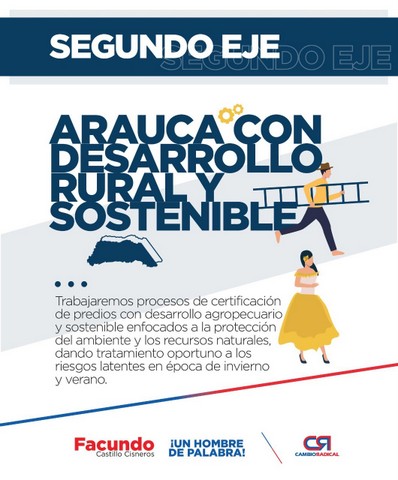 SEGUNDO EJE
SEGUNDO EJE
ARAUCA CON
DESARROLLO
RURAL Y
SOSTENIBLE
Trabajaremos procesos de certificación
de predios con desarrollo agropecuario
y sostenible enfocados a la protección
del ambiente y los recursos naturales,
dando tratamiento oportuno a los
riesgos latentes en época de invierno
y verano.
Facundo
Castillo Cisneros
¡UN HOMBRE
DE PALABRA!
CR
CAMBIO RADICAL